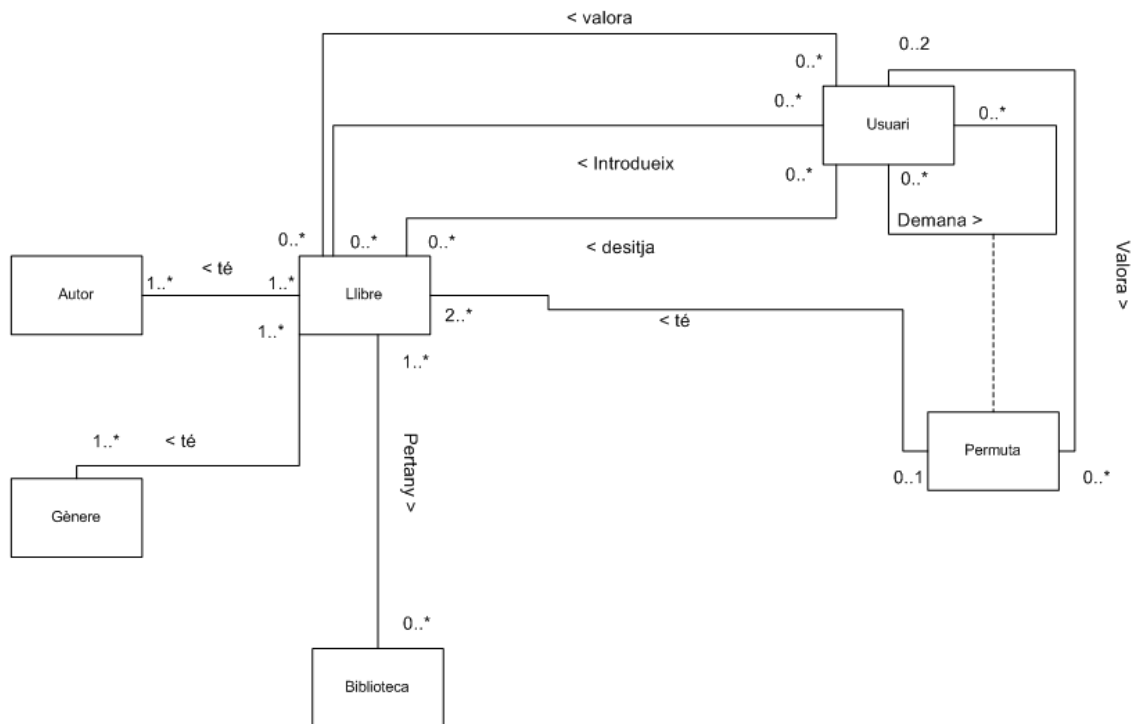 < valora
0..2
0..*
0..*
Usuari
0..*
< Introdueix
0..*
0..*
Demana >
0..*
0..*
0..*
< desitja
Valora >
Autor
1..*
< té
1..*
Llibre
2..*
< té
1..*
1..*
1..*
< té
Pertany >
Permuta
0..1
0..*
Gènere
0..*
Biblioteca